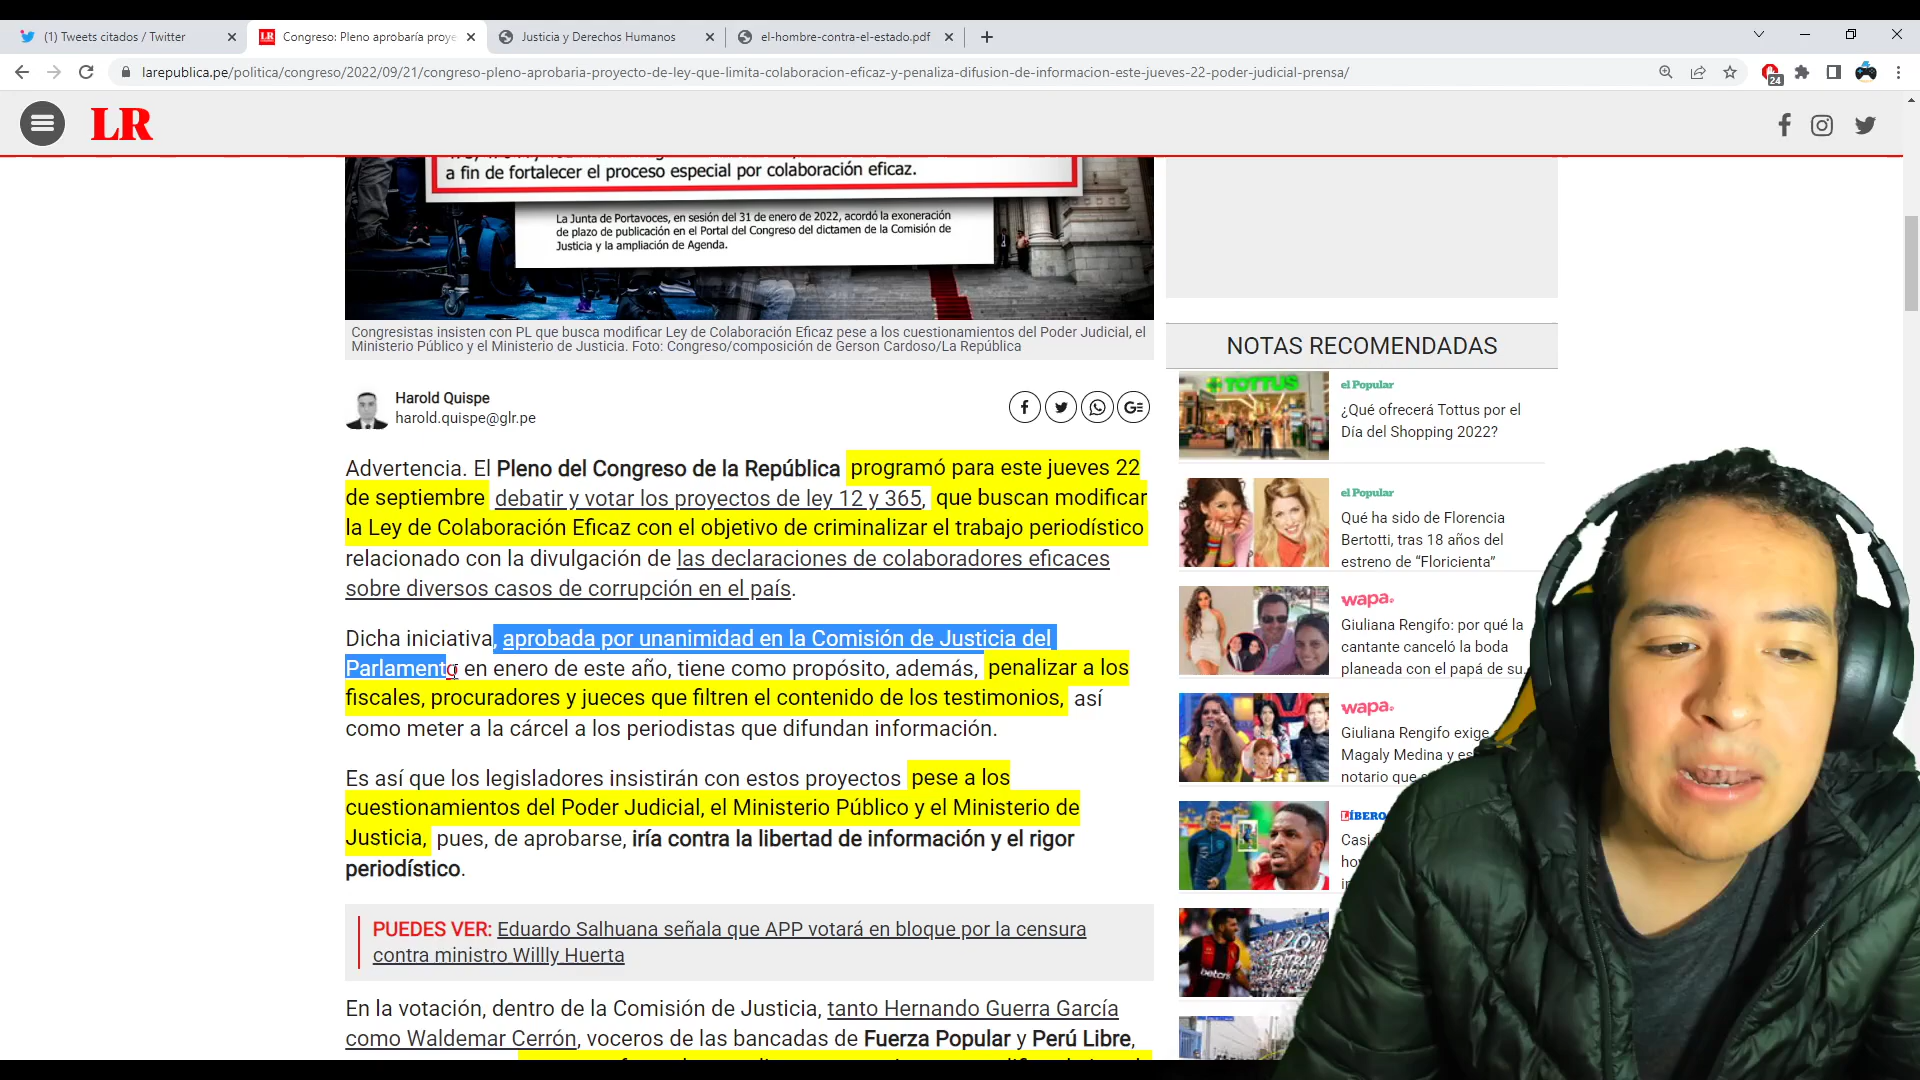 (1) Tweets citados / Twitter
Congreso: Pleno aprobaría proye
Justicia y Derechos Humanos
el-hombre-contra-el-estado.pdf
larepublica.pe/politica/congreso/2022/09/21/congreso-pleno-aprobaria-proyecto-de-ley-que-limita-colaboracion-eficaz-y-penaliza-difusion-de-informacion-este-jueves-22-poder-judicial-prensa/
24
LR
a fin de fortalecer el proceso especial por colaboración eficaz.
La Junta de Portavoces, en sesión del 31 de enero de 2022, acordó la exoneración
de plazo de publicación en el Portal del Congreso del dictamen de la Comisión de
Justicia y la ampliación de Agenda.
Congresistas insisten con PL que busca modificar Ley de Colaboración Eficaz pese a los cuestionamientos del Poder Judicial, el
Ministerio Público y el Ministerio de Justicia. Foto: Congreso/composición de Gerson Cardoso/La República
Harold Quispe
harold.quispe@glr.pe
Advertencia. El Pleno del Congreso de la República programó para este jueves 22
de septiembre debatir y votar los proyectos de ley 12 y 365, que buscan modificar
la Ley de Colaboración Eficaz con el objetivo de criminalizar el trabajo periodístico
relacionado con la divulgación de las declaraciones de colaboradores eficaces
sobre diversos casos de corrupción en el país.
Dicha iniciativa, aprobada por unanimidad en la Comisión de Justicia del
Parlamento en enero de este año, tiene como propósito, además, penalizar a los
fiscales, procuradores y jueces que filtren el contenido de los testimonios, así
como meter a la cárcel a los periodistas que difundan información.
Es así que los legisladores insistirán con estos proyectos pese a los
cuestionamientos del Poder Judicial, el Ministerio Público y el Ministerio de
Justicia, pues, de aprobarse, iría contra la libertad de información y el rigor
periodístico.
PUEDES VER: Eduardo Salhuana señala que APP votará en bloque por la censura
contra ministro Willly Huerta
En la votación, dentro de la Comisión de Justicia, tanto Hernando Guerra García
como Waldemar Cerrón, voceros de las bancadas de Fuerza Popular y Perú Libre,
NOTAS RECOMENDADAS
TOTTUS
el Popular
¿Qué ofrecerá Tottus por el
Día del Shopping 2022?
el Popular
Qué ha sido de Florencia
Bertotti, tras 18 años del
estreno de “Floricienta”
wapa.
Giuliana Rengifo: por qué la
cantante canceló la boda
planeada con el papá de su
wapa.
Giuliana Rengifo exige
Magaly Medina y
notario que
LÍBERO
betano